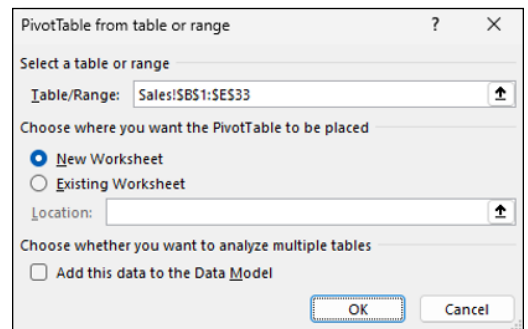 PivotTable from table or range ? ×
Select a table or range
Table/Range: Sales!$B$1:$E$33
Choose where you want the PivotTable to be placed
New Worksheet
Existing Worksheet
Location:
Choose whether you want to analyze multiple tables
Add this data to the Data Model
OK Cancel